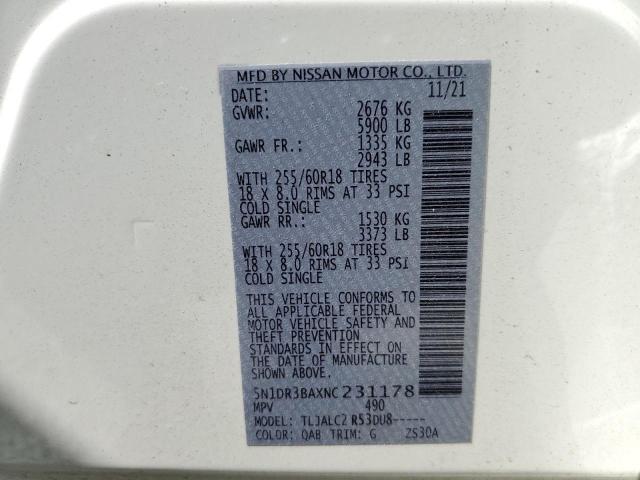 MFD BY NISSAN MOTOR CO., LTD.
DATE: 11/21
GVWR: 2676 KG
5900 LB
GAWR FR.: 1335 KG
2943 LB
WITH 255/60R18 TIRES
18 X 8.0 RIMS AT 33 PSI
COLD SINGLE
GAWR RR.: 1530 KG
3373 LB
WITH 255/60R18 TIRES
18 X 8.0 RIMS AT 33 PSI
COLD SINGLE
THIS VEHICLE CONFORMS TO
ALL APPLICABLE FEDERAL
MOTOR VEHICLE SAFETY AND
THEFT PREVENTION
STANDARDS IN EFFECT ON
THE DATE OF MANUFACTURE
SHOWN ABOVE.
5N1DR3BAXNC231178
MPV 490
MODEL: TLJALC2 R53DU8-----
COLOR: QAB TRIM: G ZS30A